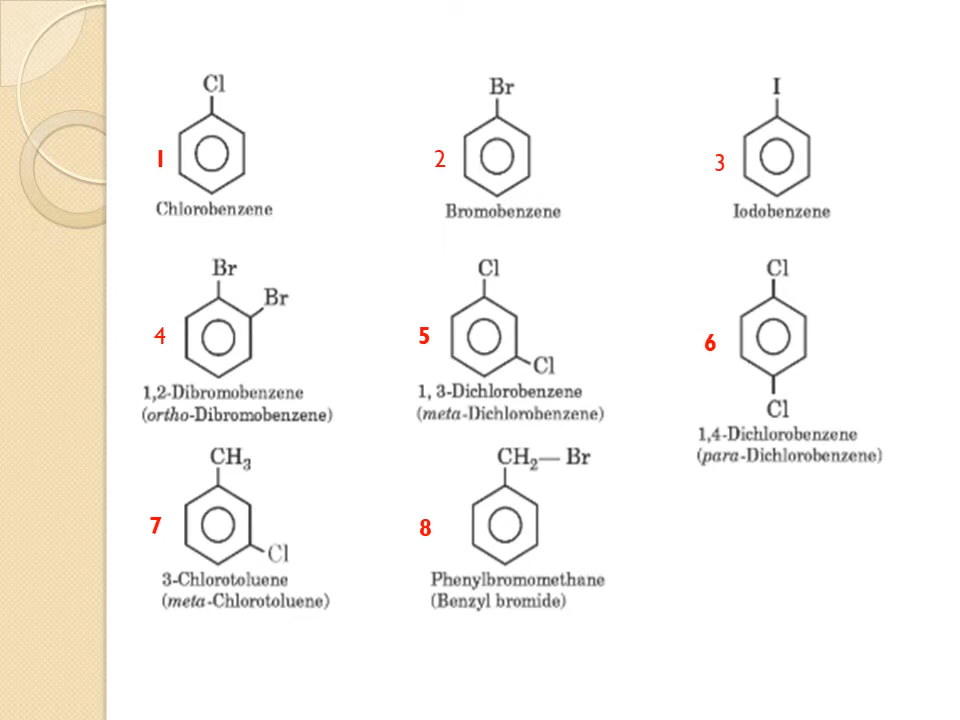 Cl
1
Chlorobenzene
Br
2
Bromobenzene
I
3
Iodobenzene
Br
Br
4
1,2-Dibromobenzene
(ortho-Dibromobenzene)
Cl
5
Cl
1, 3-Dichlorobenzene
(meta-Dichlorobenzene)
Cl
6
Cl
1,4-Dichlorobenzene
(para-Dichlorobenzene)
CH₃
7
Cl
3-Chlorotoluene
(meta-Chlorotoluene)
CH₂— Br
8
Phenylbromomethane
(Benzyl bromide)